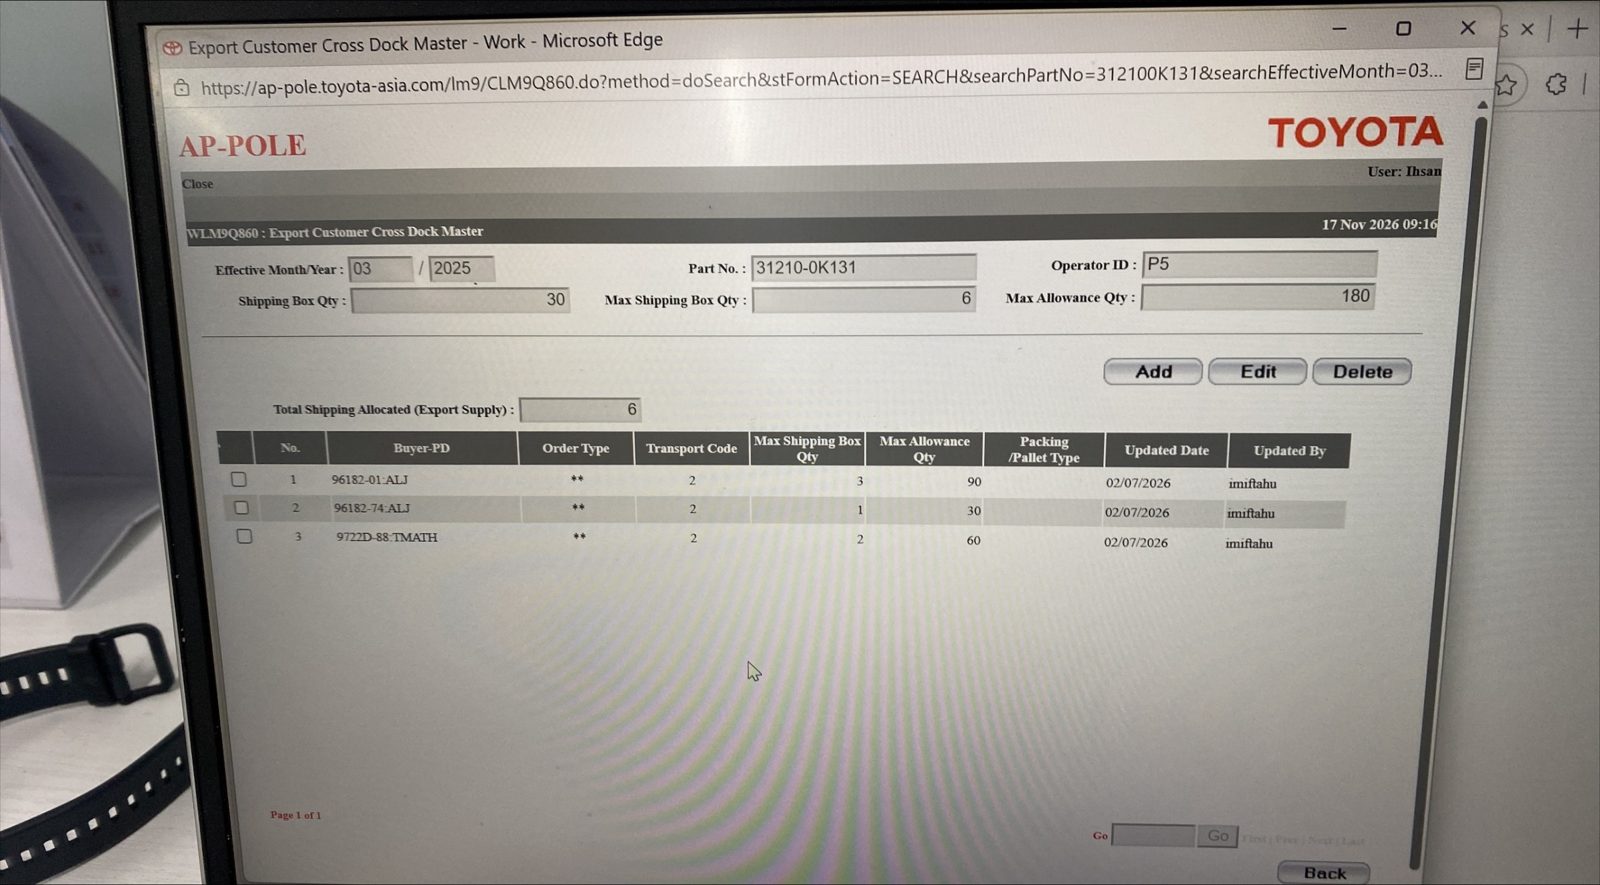 Export Customer Cross Dock Master - Work - Microsoft Edge
https://ap-pole.toyota-asia.com/lm9/CLM9Q860.do?method=doSearch&stFormAction=SEARCH&searchPartNo=312100K131&searchEffectiveMonth=03...
AP-POLE
TOYOTA
Close
User: Ihsan
WLM9Q860 : Export Customer Cross Dock Master
17 Nov 2026 09:16
Effective Month/Year : 03 / 2025 Part No. : 31210-0K131 Operator ID : P5
Shipping Box Qty : 30 Max Shipping Box Qty : 6 Max Allowance Qty : 180
Add Edit Delete
Total Shipping Allocated (Export Supply) : 6
No. Buyer-PD Order Type Transport Code Max Shipping Box Qty Max Allowance Qty Packing /Pallet Type Updated Date Updated By
1 96182-01:ALJ ** 2 3 90 02/07/2026 imiftahu
2 96182-74:ALJ ** 2 1 30 02/07/2026 imiftahu
3 9722D-88:TMATH ** 2 2 60 02/07/2026 imiftahu
Page 1 of 1
Go Go First | Prev | Next | Last
Back